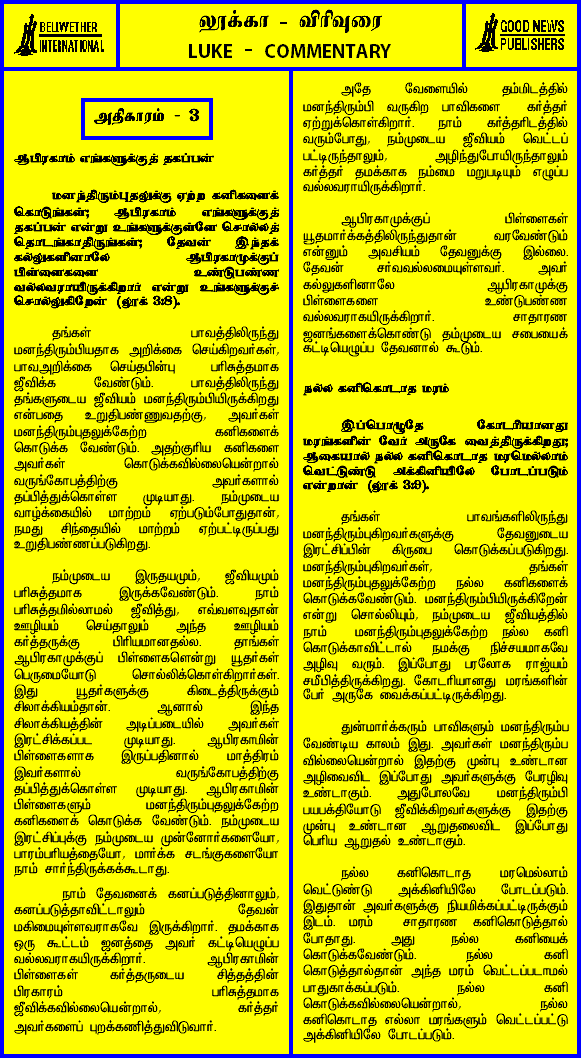 BELIWETHER
INTERNATIONAL
லூக்கா - விரிவுரை
LUKE - COMMENTARY
GOOD NEWS
PUBLISHERS
அதிகாரம் - 3
ஆபிரகாம் எங்களுக்குத் தகப்பன்
மனந்திரும்புதலுக்கு ஏற்ற கனிகளைக்
கொடுங்கள்; ஆபிரகாம் எங்களுக்குத்
தகப்பன் என்று உங்களுக்குள்ளே சொல்லத்
தொடங்காதிருங்கள்; தேவன் இந்தக்
கல்லுகளினாலே ஆபிரகாமுக்குப்
பிள்ளைகளை உண்டுபண்ண
வல்லவராயிருக்கிறார் என்று உங்களுக்குச்
சொல்லுகிறேன் (லூக் 3:8).
தங்கள் பாவத்திலிருந்து
மனந்திரும்பியதாக அறிக்கை செய்கிறவர்கள்,
பாவஅறிக்கை செய்தபின்பு பரிசுத்தமாக
ஜீவிக்க வேண்டும். பாவத்திலிருந்து
தங்களுடைய ஜீவியம் மனந்திரும்பியிருக்கிறது
என்பதை உறுதிபண்ணுவதற்கு, அவர்கள்
மனந்திரும்புதலுக்கேற்ற கனிகளைக்
கொடுக்க வேண்டும். அதற்குரிய கனிகளை
அவர்கள் கொடுக்கவில்லையென்றால்
வருங்கோபத்திற்கு அவர்களால்
தப்பித்துக்கொள்ள முடியாது. நம்முடைய
வாழ்க்கையில் மாற்றம் ஏற்படும்போதுதான்,
நமது சிந்தையில் மாற்றம் ஏற்பட்டிருப்பது
உறுதிபண்ணப்படுகிறது.
நம்முடைய இருதயமும், ஜீவியமும்
பரிசுத்தமாக இருக்கவேண்டும். நாம்
பரிசுத்தமில்லாமல் ஜீவித்து, எவ்வளவுதான்
ஊழியம் செய்தாலும் அந்த ஊழியம்
கர்த்தருக்கு பிரியமானதல்ல. தாங்கள்
ஆபிரகாமுக்குப் பிள்ளைகளென்று யூதர்கள்
பெருமையோடு சொல்லிக்கொள்கிறார்கள்.
இது யூதர்களுக்கு கிடைத்திருக்கும்
சிலாக்கியம்தான். ஆனால் இந்த
சிலாக்கியத்தின் அடிப்படையில் அவர்கள்
இரட்சிக்கப்பட முடியாது. ஆபிரகாமின்
பிள்ளைகளாக இருப்பதினால் மாத்திரம்
இவர்களால் வருங்கோபத்திற்கு
தப்பித்துக்கொள்ள முடியாது. ஆபிரகாமின்
பிள்ளைகளும் மனந்திரும்புதலுக்கேற்ற
கனிகளைக் கொடுக்க வேண்டும். நம்முடைய
இரட்சிப்புக்கு நம்முடைய முன்னோர்களையோ,
பாரம்பரியத்தையோ, மார்க்க சடங்குகளையோ
நாம் சார்ந்திருக்கக்கூடாது.
நாம் தேவனைக் கனப்படுத்தினாலும்,
கனப்படுத்தாவிட்டாலும் தேவன்
மகிமையுள்ளவராகவே இருக்கிறார். தமக்காக
ஒரு கூட்டம் ஜனத்தை அவர் கட்டியெழுப்ப
வல்லவராகயிருக்கிறார். ஆபிரகாமின்
பிள்ளைகள் கர்த்தருடைய சித்தத்தின்
பிரகாரம் பரிசுத்தமாக
ஜீவிக்கவில்லையென்றால், கர்த்தர்
அவர்களைப் புறக்கணித்துவிடுவார்.
அதே வேளையில் தம்மிடத்தில்
மனந்திரும்பி வருகிற பாவிகளை கர்த்தர்
ஏற்றுக்கொள்கிறார். நாம் கர்த்தரிடத்தில்
வரும்போது, நம்முடைய ஜீவியம் வெட்டப்
பட்டிருந்தாலும், அழிந்துபோயிருந்தாலும்
கர்த்தர் தமக்காக நம்மை மறுபடியும் எழுப்ப
வல்லவராயிருக்கிறார்.
ஆபிரகாமுக்குப் பிள்ளைகள்
யூதமார்க்கத்திலிருந்துதான் வரவேண்டும்
என்னும் அவசியம் தேவனுக்கு இல்லை.
தேவன் சர்வவல்லமையுள்ளவர். அவர்
கல்லுகளினாலே ஆபிரகாமுக்கு
பிள்ளைகளை உண்டுபண்ண
வல்லவராகயிருக்கிறார். சாதாரண
ஜனங்களைக்கொண்டு தம்முடைய சபையைக்
கட்டியெழுப்ப தேவனால் கூடும்.
நல்ல கனிகொடாத மரம்
இப்பொழுதே கோடரியானது
மரங்களின் வேர் அருகே வைத்திருக்கிறது;
ஆகையால் நல்ல கனிகொடாத மரமெல்லாம்
வெட்டுண்டு அக்கினியிலே போடப்படும்
என்றான் (லூக் 3:9).
தங்கள் பாவங்களிலிருந்து
மனந்திரும்புகிறவர்களுக்கு தேவனுடைய
இரட்சிப்பின் கிருபை கொடுக்கப்படுகிறது.
மனந்திரும்புகிறவர்கள், தங்கள்
மனந்திரும்புதலுக்கேற்ற நல்ல கனிகளைக்
கொடுக்கவேண்டும். மனந்திரும்பியிருக்கிறேன்
என்று சொல்லியும், நம்முடைய ஜீவியத்தில்
நாம் மனந்திரும்புதலுக்கேற்ற நல்ல கனி
கொடுக்காவிட்டால் நமக்கு நிச்சயமாகவே
அழிவு வரும். இப்போது பரலோக ராஜ்யம்
சமீபித்திருக்கிறது. கோடரியானது மரங்களின்
பேர் அருகே வைக்கப்பட்டிருக்கிறது.
துன்மார்க்கரும் பாவிகளும் மனந்திரும்ப
வேண்டிய காலம் இது. அவர்கள் மனந்திரும்ப
வில்லையென்றால் இதற்கு முன்பு உண்டான
அழிவைவிட இப்போது அவர்களுக்கு பேரழிவு
உண்டாகும். அதுபோலவே மனந்திரும்பி
பயபக்தியோடு ஜீவிக்கிறவர்களுக்கு இதற்கு
முன்பு உண்டான ஆறுதலைவிட இப்போது
பெரிய ஆறுதல் உண்டாகும்.
நல்ல கனிகொடாத மரமெல்லாம்
வெட்டுண்டு அக்கினியிலே போடப்படும்.
இதுதான் அவர்களுக்கு நியமிக்கப்பட்டிருக்கும்
இடம். மரம் சாதாரண கனிகொடுத்தால்
போதாது. அது நல்ல கனியைக்
கொடுக்கவேண்டும். நல்ல கனி
கொடுத்தால்தான் அந்த மரம் வெட்டப்படாமல்
பாதுகாக்கப்படும். நல்ல கனி
கொடுக்கவில்லையென்றால், நல்ல
கனிகொடாத எல்லா மரங்களும் வெட்டப்பட்டு
அக்கினியிலே போடப்படும்.